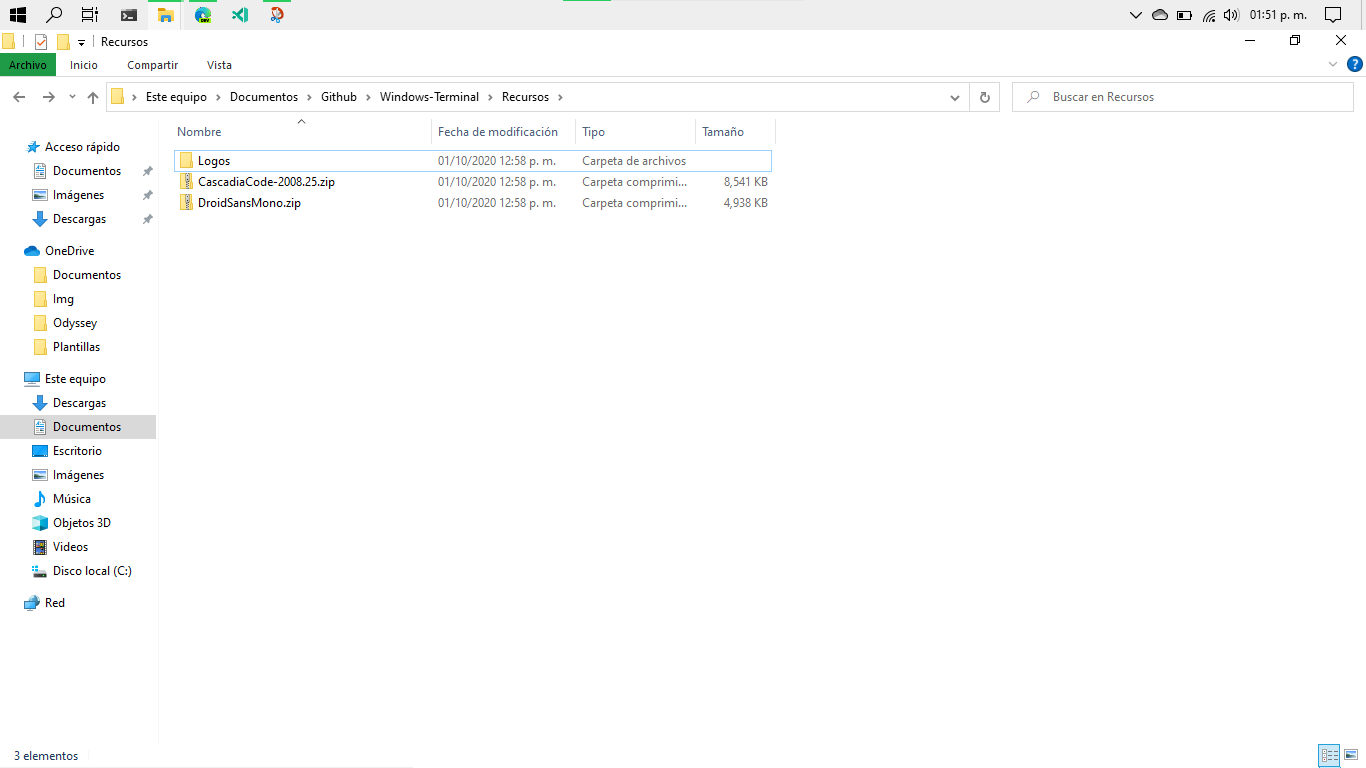 01:51 p. m.
Recursos
Archivo Inicio Compartir Vista
Este equipo Documentos Github Windows-Terminal Recursos Buscar en Recursos
Nombre Fecha de modificación Tipo Tamaño
Logos 01/10/2020 12:58 p. m. Carpeta de archivos
CascadiaCode-2008.25.zip 01/10/2020 12:58 p. m. Carpeta comprimi... 8,541 KB
DroidSansMono.zip 01/10/2020 12:58 p. m. Carpeta comprimi... 4,938 KB
Acceso rápido
Documentos
Imágenes
Descargas
OneDrive
Documentos
Img
Odyssey
Plantillas
Este equipo
Descargas
Documentos
Escritorio
Imágenes
Música
Objetos 3D
Videos
Disco local (C:)
Red
3 elementos